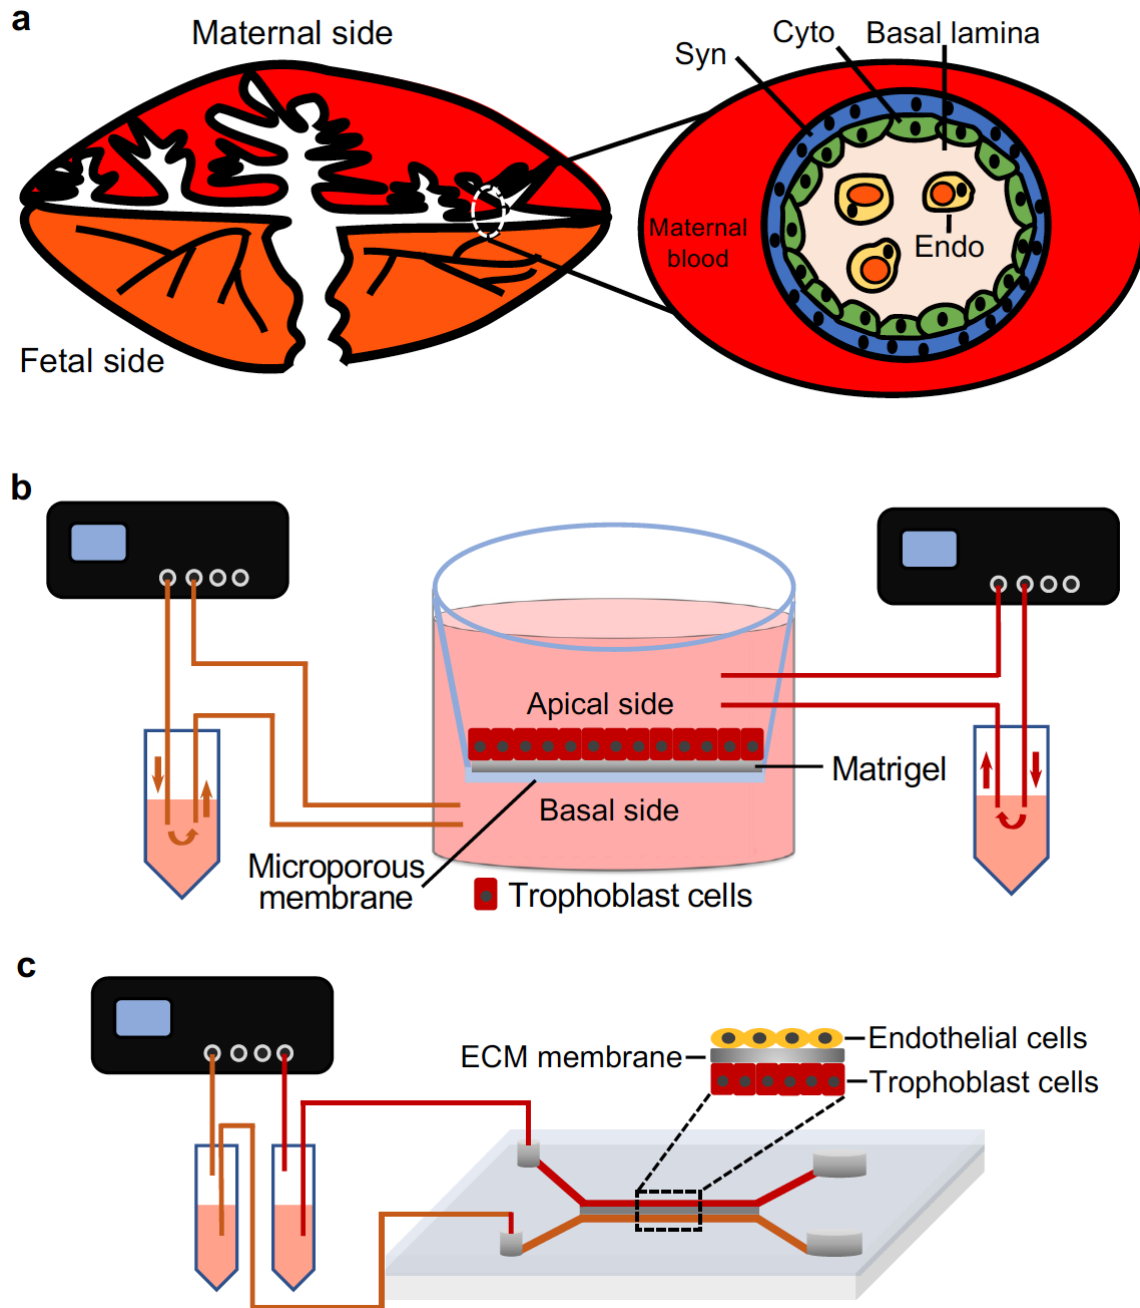 a
Maternal side
Syn
Cyto
Basal lamina
Maternal
blood
Endo
Fetal side
b
Apical side
Matrigel
Basal side
Microporous
membrane
Trophoblast cells
c
ECM membrane
Endothelial cells
Trophoblast cells